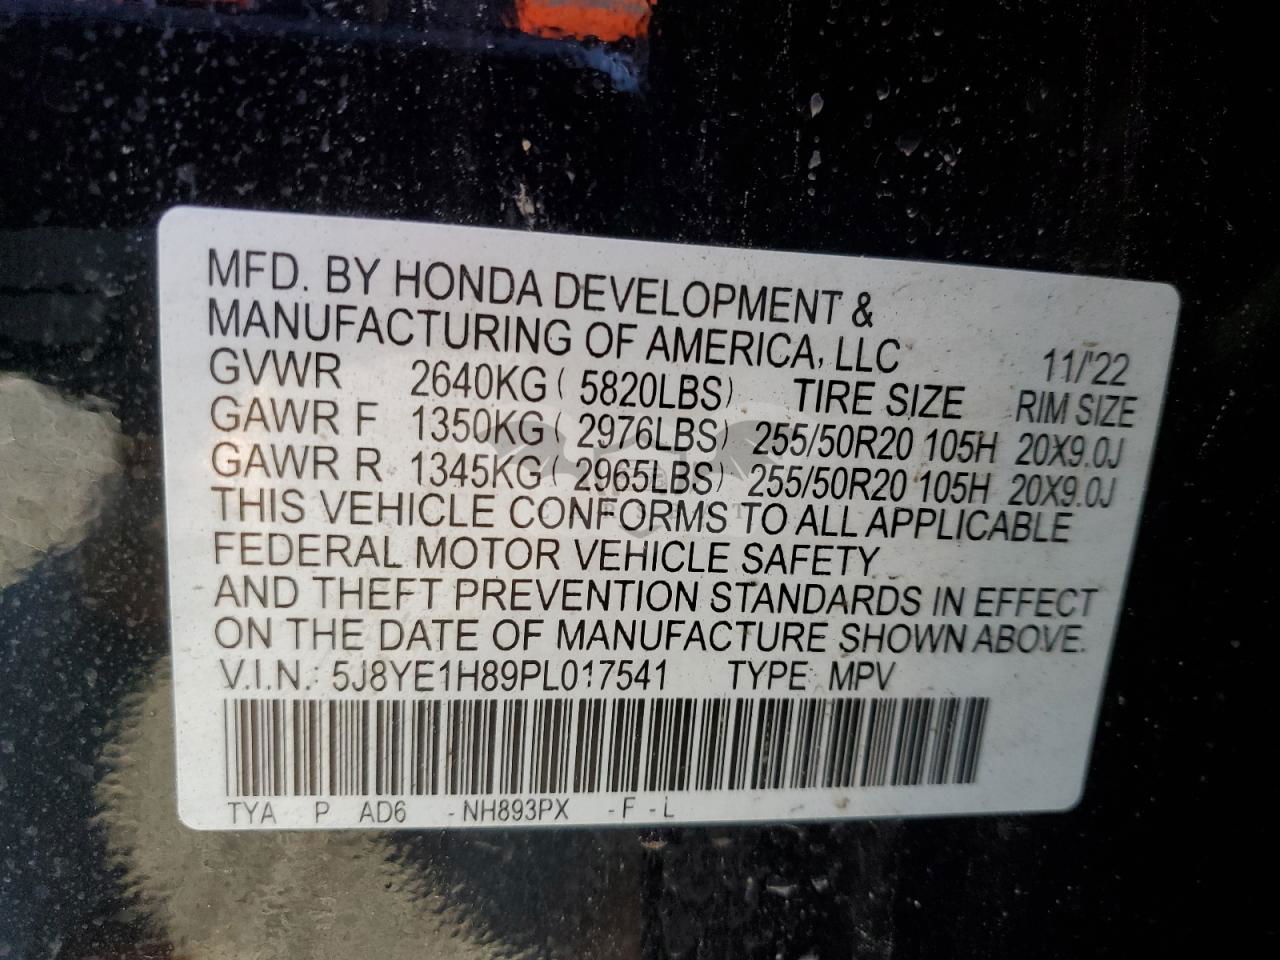 MFD. BY HONDA DEVELOPMENT &
MANUFACTURING OF AMERICA, LLC 11/'22
GVWR 2640KG ( 5820LBS) TIRE SIZE RIM SIZE
GAWR F 1350KG ( 2976LBS) 255/50R20 105H 20X9.0J
GAWR R 1345KG ( 2965LBS) 255/50R20 105H 20X9.0J
THIS VEHICLE CONFORMS TO ALL APPLICABLE
FEDERAL MOTOR VEHICLE SAFETY
AND THEFT PREVENTION STANDARDS IN EFFECT
ON THE DATE OF MANUFACTURE SHOWN ABOVE.
V.I.N.: 5J8YE1H89PL017541 TYPE: MPV
TYA P AD6 -NH893PX -F-L